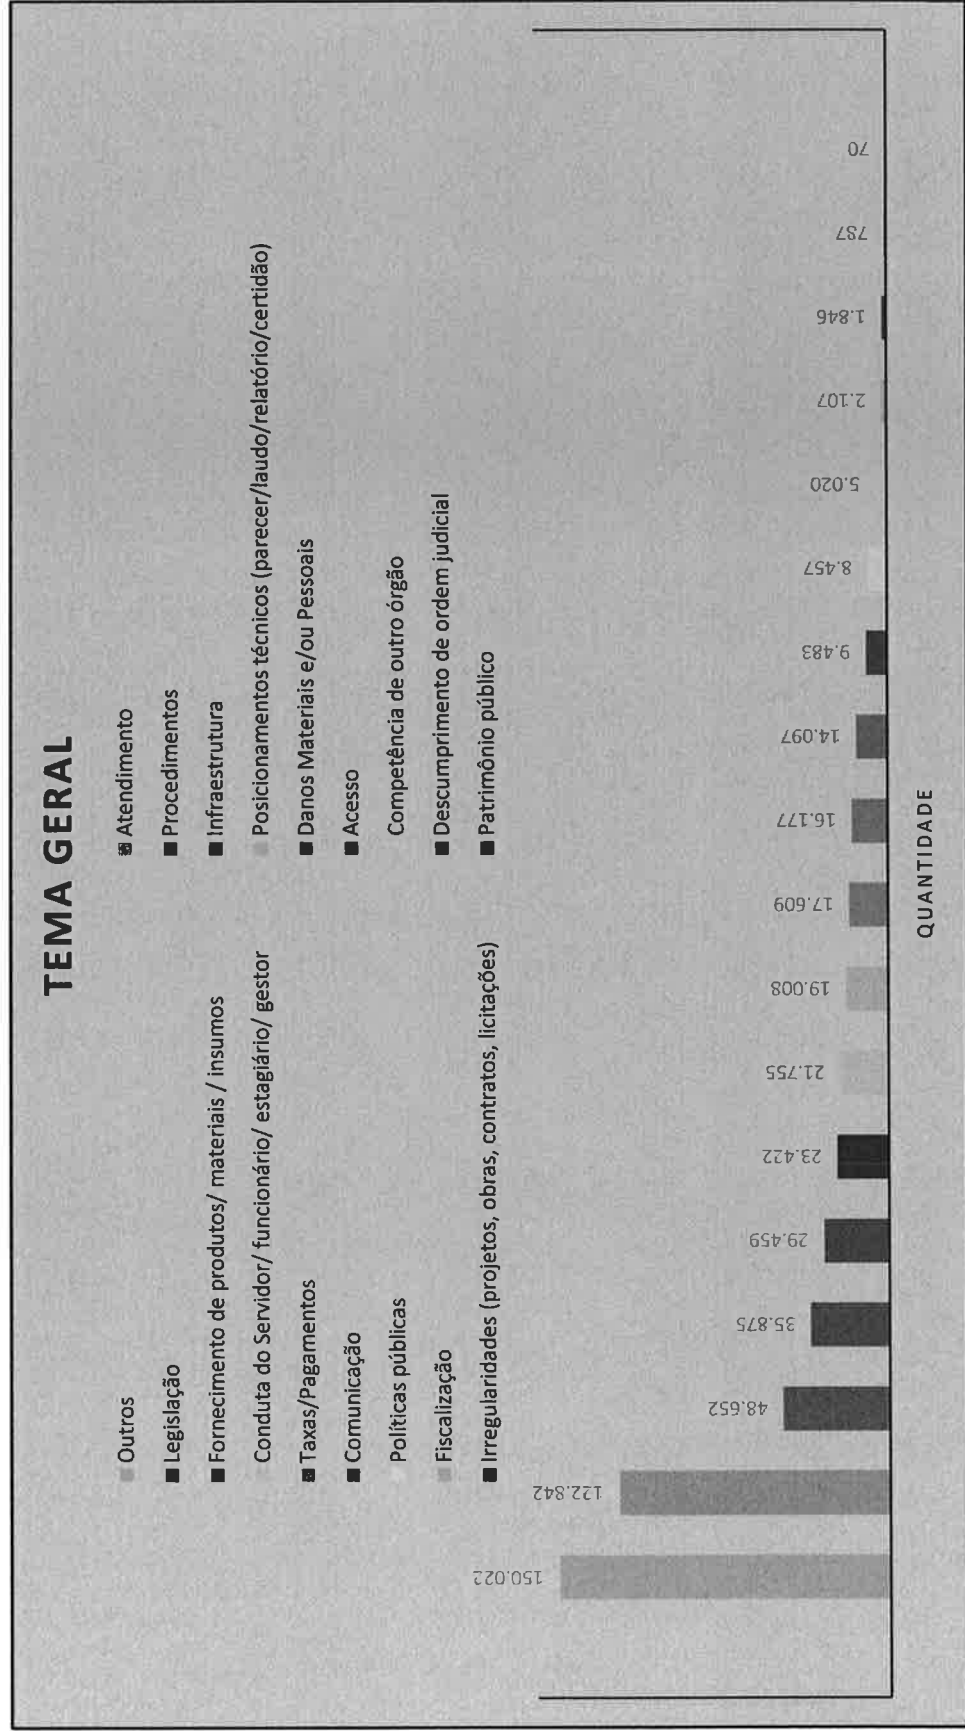 TEMA GERAL
Outros
Atendimento
Legislação
Procedimentos
Fornecimento de produtos/ materiais / insumos
Infraestrutura
Conduta do Servidor/ funcionário/ estagiário/ gestor
Posicionamentos técnicos (parecer/laudo/relatório/certidão)
Taxas/Pagamentos
Danos Materiais e/ou Pessoais
Comunicação
Acesso
Políticas públicas
Competência de outro órgão
Fiscalização
Descumprimento de ordem judicial
Irregularidades (projetos, obras, contratos, licitações)
Patrimônio público
150.022
122.842
48.652
35.875
29.459
23.422
21.755
19.008
17.609
16.177
14.097
9.483
8.457
5.020
2.107
1.846
787
70
QUANTIDADE